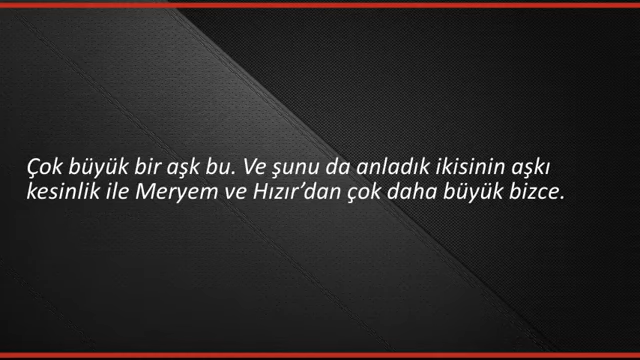 Çok büyük bir aşk bu. Ve şunu da anladık ikisinin aşkı
kesinlik ile Meryem ve Hızır’dan çok daha büyük bizce.